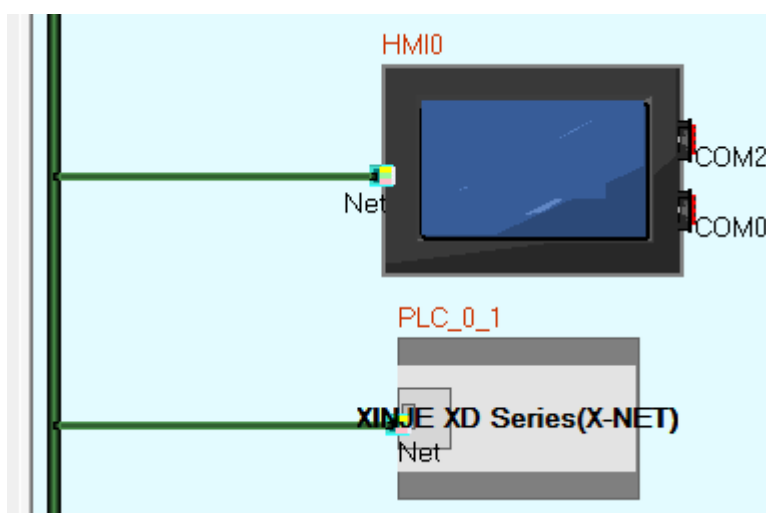 HMI0
COM2
Net
COM0
PLC_0_1
XINJE XD Series(X-NET)
Net